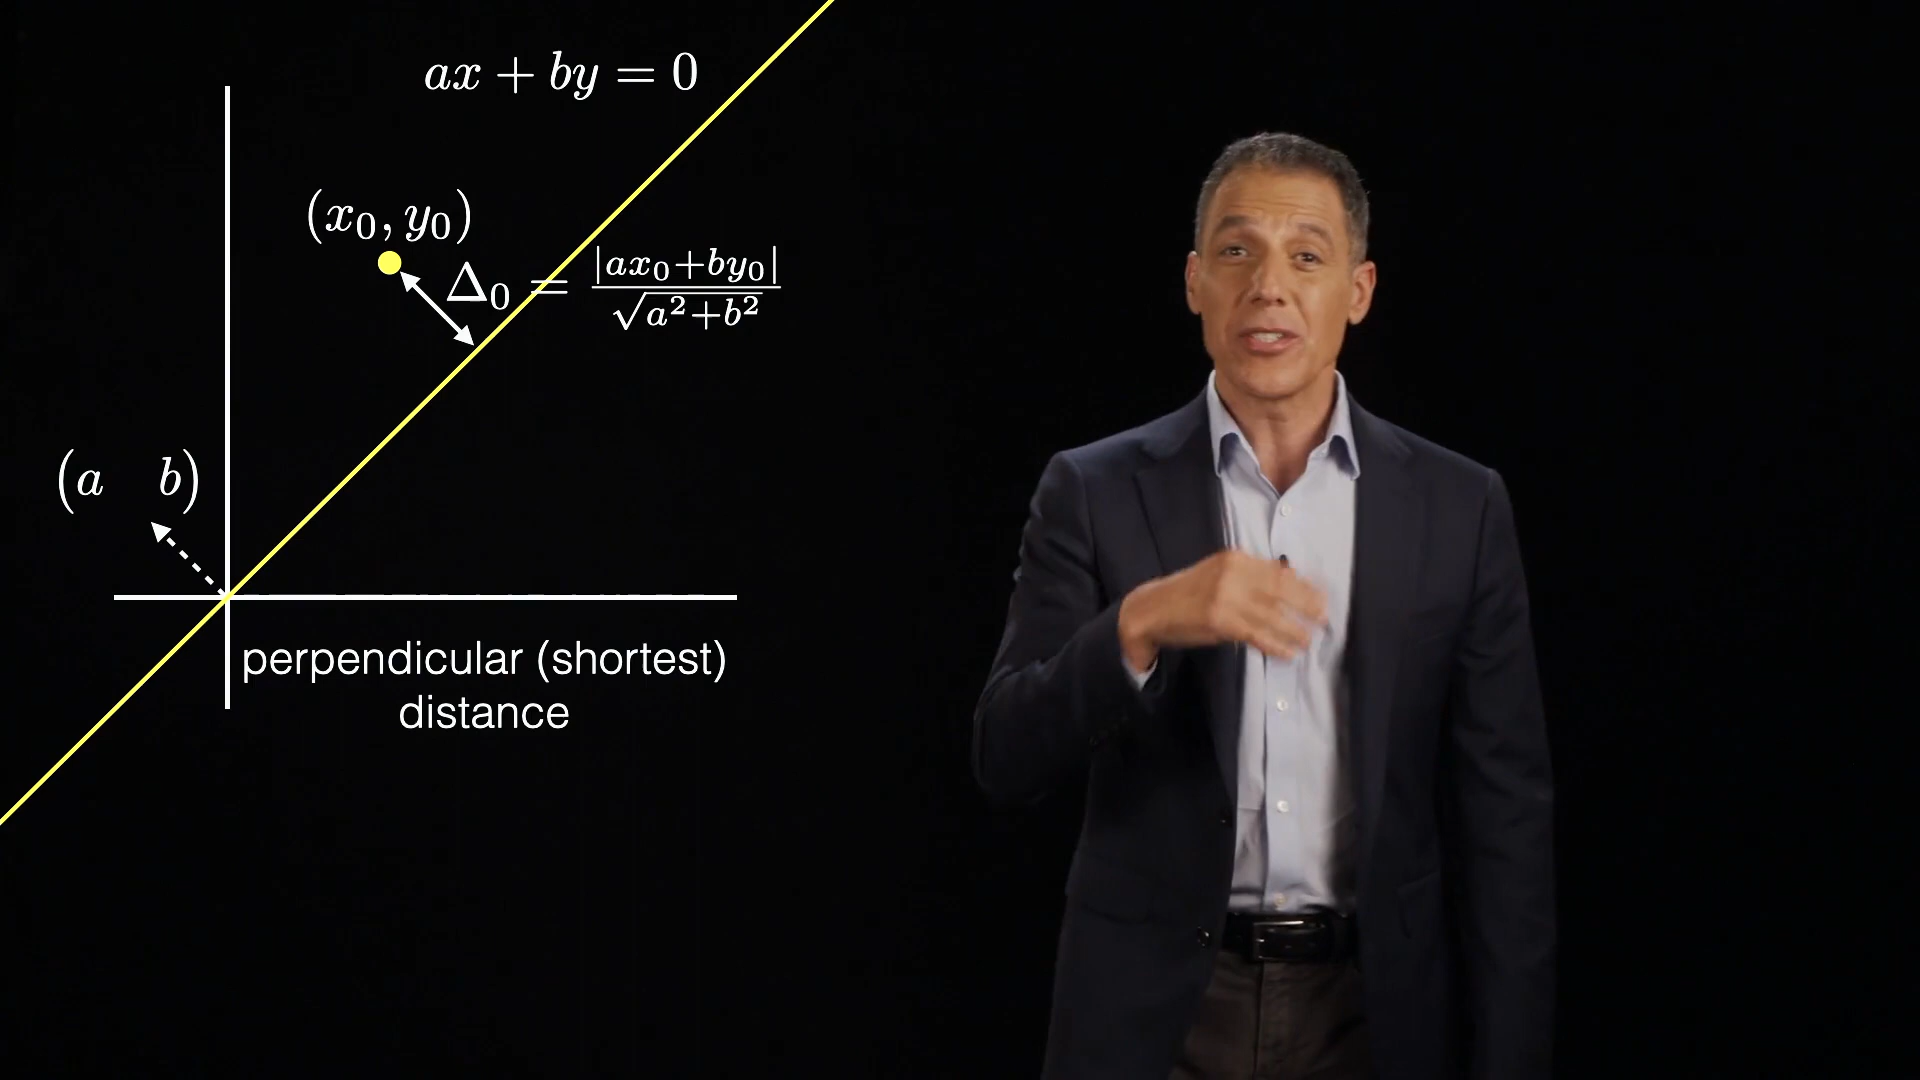 ax + by = 0
(x₀, y₀)
Δ₀ = |ax₀+by₀| / √(a²+b²)
(a b)
perpendicular (shortest)
distance